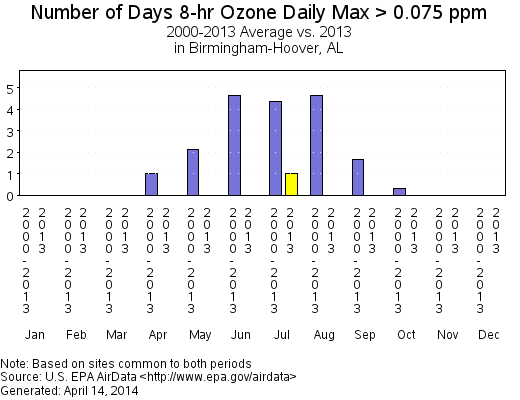 Number of Days 8-hr Ozone Daily Max > 0.075 ppm
2000-2013 Average vs. 2013
in Birmingham-Hoover, AL
5
4
3
2
1
0
2000-2013 2013 2000-2013 2013 2000-2013 2013 2000-2013 2013 2000-2013 2013 2000-2013 2013 2000-2013 2013 2000-2013 2013 2000-2013 2013 2000-2013 2013 2000-2013 2013 2000-2013 2013
Jan Feb Mar Apr May Jun Jul Aug Sep Oct Nov Dec
Note: Based on sites common to both periods
Source: U.S. EPA AirData <http://www.epa.gov/airdata>
Generated: April 14, 2014